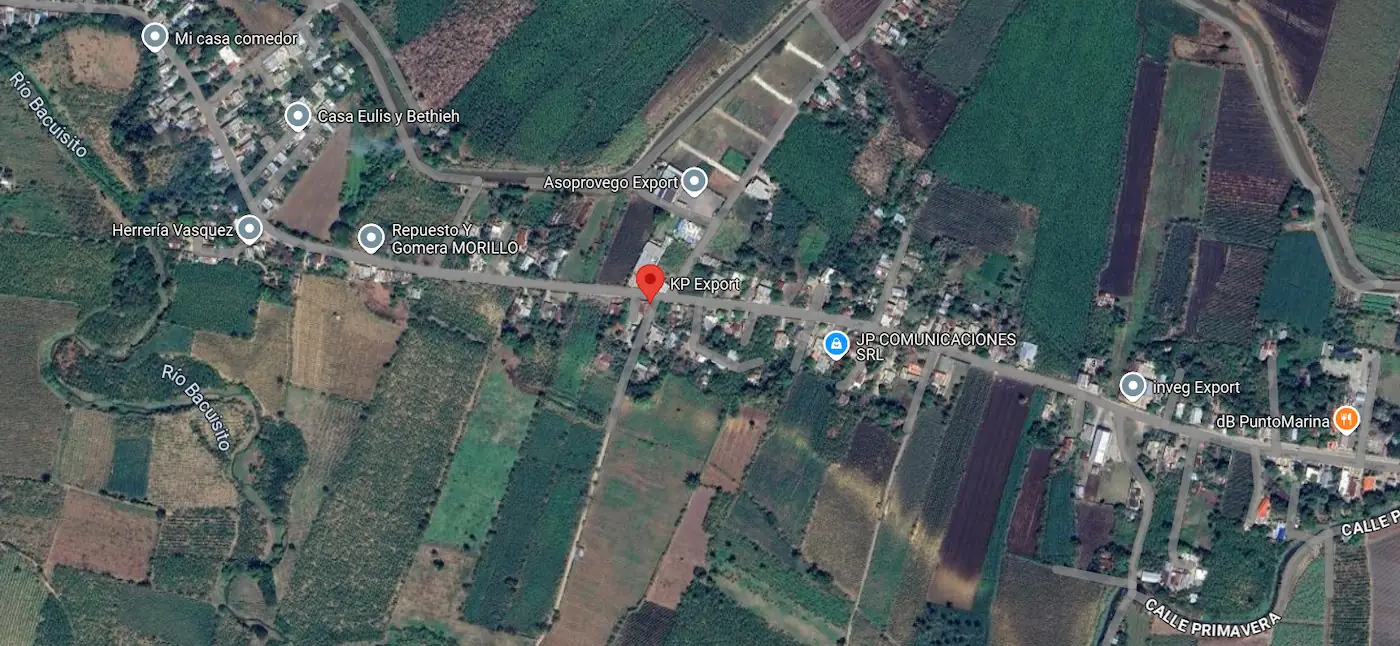 Mi casa comedor
Río Bacuisito
Casa Eulis y Bethieh
Asoprovego Export
Herrería Vasquez
Repuesto Y
Gomera MORILLO
KP Export
JP COMUNICACIONES
SRL
Río Bacuisito
inveg Export
dB PuntoMarina
CALLE P
CALLE PRIMAVERA